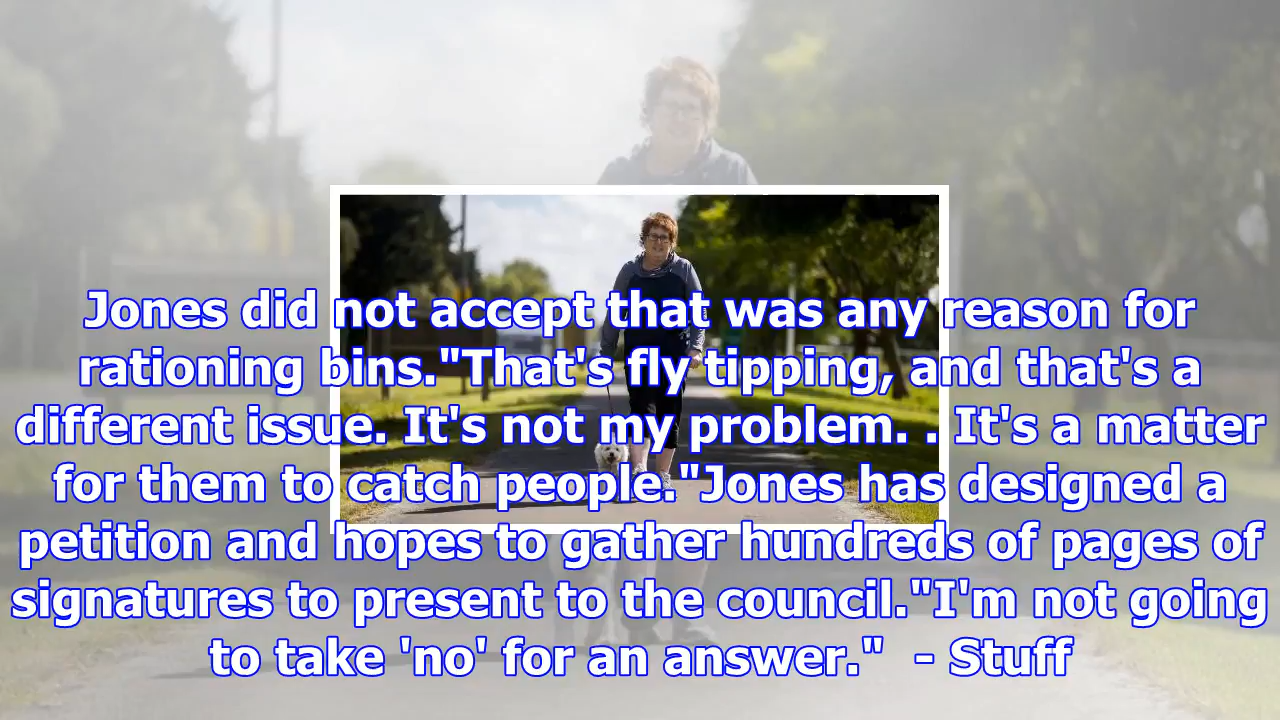 Jones did not accept that was any reason for
rationing bins."That's fly tipping, and that's a
different issue. It's not my problem. . It's a matter
for them to catch people."Jones has designed a
petition and hopes to gather hundreds of pages of
signatures to present to the council."I'm not going
to take 'no' for an answer."  - Stuff